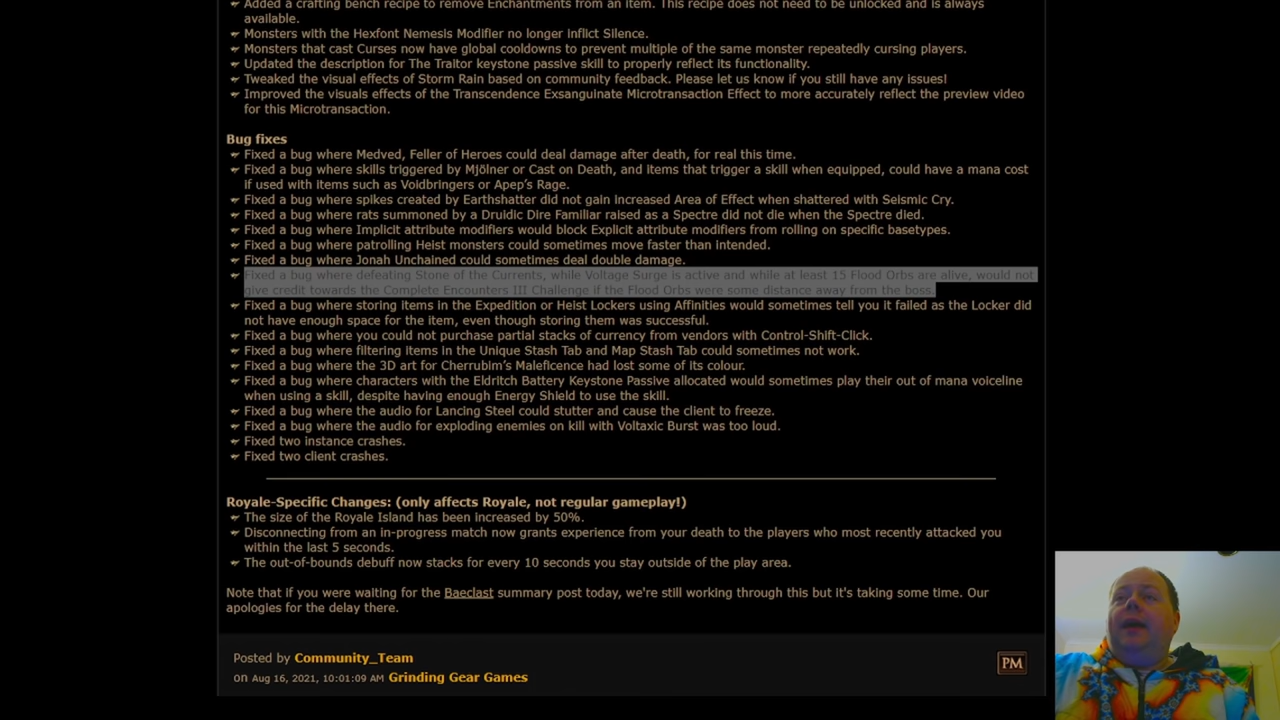 Added a crafting bench recipe to remove Enchantments from an item. This recipe does not need to be unlocked and is always
available.
Monsters with the Hexfont Nemesis Modifier no longer inflict Silence.
Monsters that cast Curses now have global cooldowns to prevent multiple of the same monster repeatedly cursing players.
Updated the description for The Traitor keystone passive skill to properly reflect its functionality.
Tweaked the visual effects of Storm Rain based on community feedback. Please let us know if you still have any issues!
Improved the visuals effects of the Transcendence Exsanguinate Microtransaction Effect to more accurately reflect the preview video
for this Microtransaction.
Bug fixes
Fixed a bug where Medved, Feller of Heroes could deal damage after death, for real this time.
Fixed a bug where skills triggered by Mjölner or Cast on Death, and items that trigger a skill when equipped, could have a mana cost
if used with items such as Voidbringers or Apep's Rage.
Fixed a bug where spikes created by Earthshatter did not gain increased Area of Effect when shattered with Seismic Cry.
Fixed a bug where rats summoned by a Druidic Dire Familiar raised as a Spectre did not die when the Spectre died.
Fixed a bug where Implicit attribute modifiers would block Explicit attribute modifiers from rolling on specific basetypes.
Fixed a bug where patrolling Heist monsters could sometimes move faster than intended.
Fixed a bug where Jonah Unchained could sometimes deal double damage.
Fixed a bug where defeating Stone of the Currents, while Voltage Surge is active and while at least 15 Flood Orbs are alive, would not
give credit towards the Complete Encounters III Challenge if the Flood Orbs were some distance away from the boss.
Fixed a bug where storing items in the Expedition or Heist Lockers using Affinities would sometimes tell you it failed as the Locker did
not have enough space for the item, even though storing them was successful.
Fixed a bug where you could not purchase partial stacks of currency from vendors with Control-Shift-Click.
Fixed a bug where filtering items in the Unique Stash Tab and Map Stash Tab could sometimes not work.
Fixed a bug where the 3D art for Cherrubim's Maleficence had lost some of its colour.
Fixed a bug where characters with the Eldritch Battery Keystone Passive allocated would sometimes play their out of mana voiceline
when using a skill, despite having enough Energy Shield to use the skill.
Fixed a bug where the audio for Lancing Steel could stutter and cause the client to freeze.
Fixed a bug where the audio for exploding enemies on kill with Voltaxic Burst was too loud.
Fixed two instance crashes.
Fixed two client crashes.
Royale-Specific Changes: (only affects Royale, not regular gameplay!)
The size of the Royale Island has been increased by 50%.
Disconnecting from an in-progress match now grants experience from your death to the players who most recently attacked you
within the last 5 seconds.
The out-of-bounds debuff now stacks for every 10 seconds you stay outside of the play area.
Note that if you were waiting for the Baeclast summary post today, we're still working through this but it's taking some time. Our
apologies for the delay there.
Posted by Community_Team
PM
on Aug 16, 2021, 10:01:09 AM Grinding Gear Games